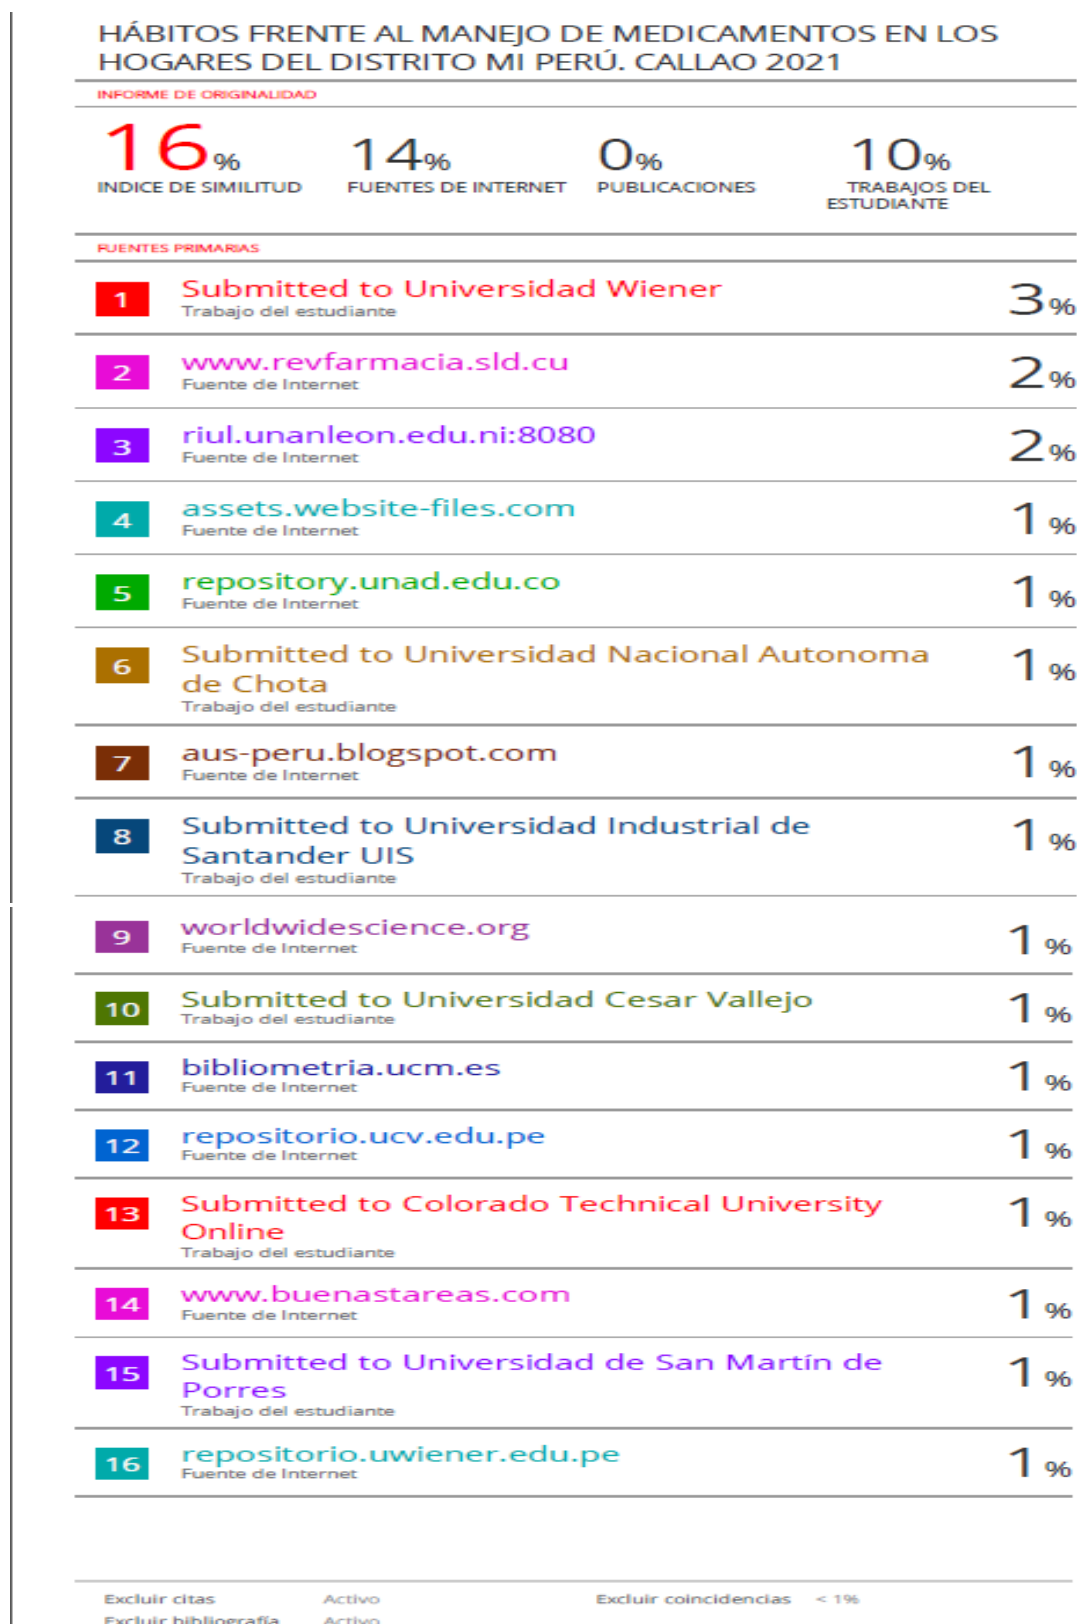 HÁBITOS FRENTE AL MANEJO DE MEDICAMENTOS EN LOS
HOGARES DEL DISTRITO MI PERÚ. CALLAO 2021
INFORME DE ORIGINALIDAD
16% 14% 0% 10%
INDICE DE SIMILITUD FUENTES DE INTERNET PUBLICACIONES TRABAJOS DEL
ESTUDIANTE
FUENTES PRIMARIAS
1 Submitted to Universidad Wiener 3%
Trabajo del estudiante
2 www.revfarmacia.sld.cu 2%
Fuente de Internet
3 riul.unanleon.edu.ni:8080 2%
Fuente de Internet
4 assets.website-files.com 1%
Fuente de Internet
5 repository.unad.edu.co 1%
Fuente de Internet
6 Submitted to Universidad Nacional Autonoma 1%
de Chota
Trabajo del estudiante
7 aus-peru.blogspot.com 1%
Fuente de Internet
8 Submitted to Universidad Industrial de 1%
Santander UIS
Trabajo del estudiante
9 worldwidescience.org 1%
Fuente de Internet
10 Submitted to Universidad Cesar Vallejo 1%
Trabajo del estudiante
11 bibliometria.ucm.es 1%
Fuente de Internet
12 repositorio.ucv.edu.pe 1%
Fuente de Internet
13 Submitted to Colorado Technical University 1%
Online
Trabajo del estudiante
14 www.buenastareas.com 1%
Fuente de Internet
15 Submitted to Universidad de San Martín de 1%
Porres
Trabajo del estudiante
16 repositorio.uwiener.edu.pe 1%
Fuente de Internet
Excluir citas Activo Excluir coincidencias < 1%
Excluir bibliografía Activo